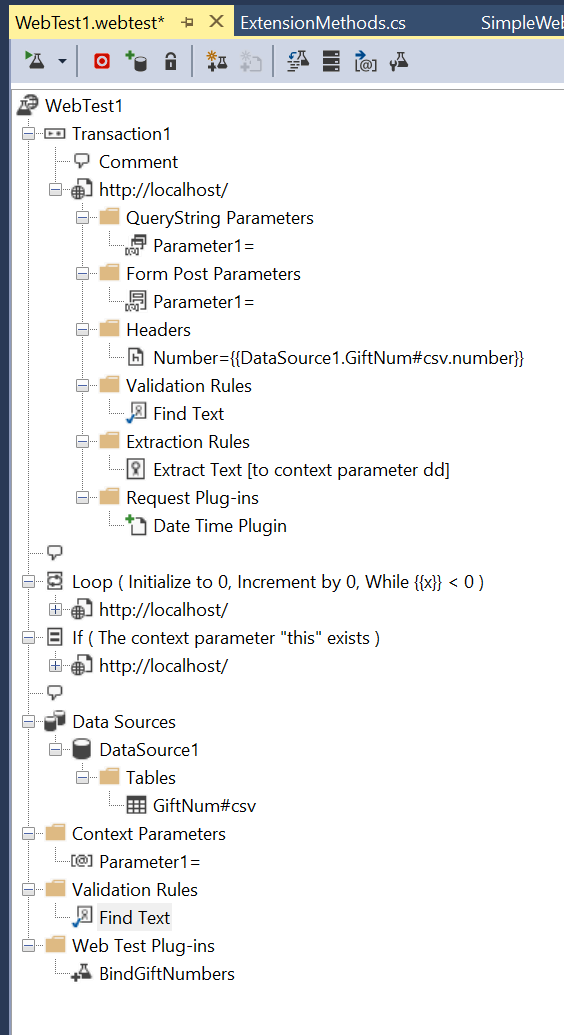 WebTest1.webtest* ExtensionMethods.cs SimpleWeb
WebTest1
Transaction1
Comment
http://localhost/
QueryString Parameters
Parameter1=
Form Post Parameters
Parameter1=
Headers
Number={{DataSource1.GiftNum#csv.number}}
Validation Rules
Find Text
Extraction Rules
Extract Text [to context parameter dd]
Request Plug-ins
Date Time Plugin
Loop ( Initialize to 0, Increment by 0, While {{x}} < 0 )
http://localhost/
If ( The context parameter "this" exists )
http://localhost/
Data Sources
DataSource1
Tables
GiftNum#csv
Context Parameters
Parameter1=
Validation Rules
Find Text
Web Test Plug-ins
BindGiftNumbers